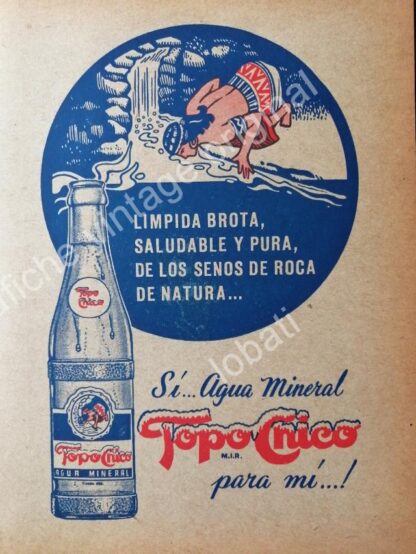 LIMPIDA BROTA,
SALUDABLE Y PURA,
DE LOS SENOS DE ROCA
DE NATURA...
Sí... Agua Mineral
Topo Chico
M.I.R.
para mí...!
Topo
Chico
Topo Chico
AGUA MINERAL